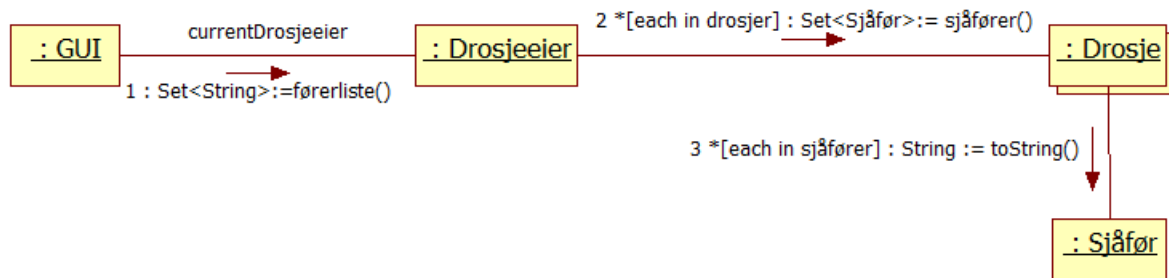 currentDrosjeeier
2 *[each in drosjer] : Set<Sjåfør>:= sjåfører()
: GUI
: Drosjeeier
: Drosje
1 : Set<String>:=førerliste()
3 *[each in sjåfører] : String := toString()
: Sjåfør